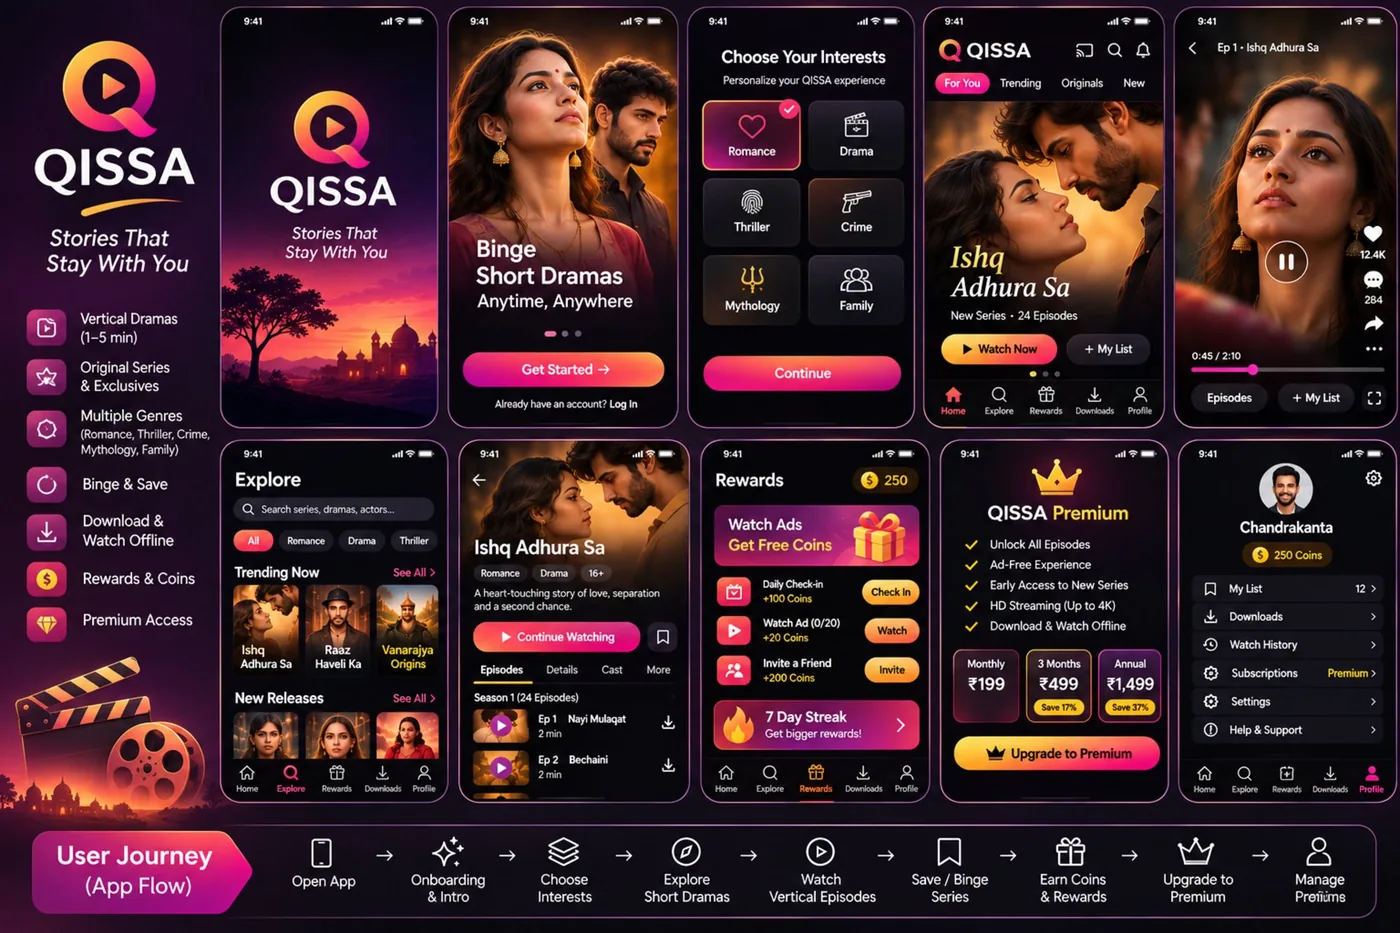 QISSA
Stories That
Stay With You
Vertical Dramas
(1–5 min)
Original Series
& Exclusives
Multiple Genres
(Romance, Thriller, Crime,
Mythology, Family)
Binge & Save
Download &
Watch Offline
Rewards & Coins
Premium Access
9:41
QISSA
Stories That
Stay With You
9:41
Binge
Short Dramas
Anytime, Anywhere
Get Started →
Already have an account? Log In
9:41
Choose Your Interests
Personalize your QISSA experience
Romance
Drama
Thriller
Crime
Mythology
Family
Continue
9:41
QISSA
For You Trending Originals New
Ishq
Adhura Sa
New Series • 24 Episodes
Watch Now
+ My List
Home Explore Rewards Downloads Profile
9:41
Ep 1 • Ishq Adhura Sa
12.4K
284
0:45 / 2:10
Episodes
+ My List
9:41
Explore
Search series, dramas, actors...
All Romance Drama Thriller
Trending Now See All >
Ishq
Adhura Sa
Raaz
Haveli Ka
Vanarajya
Origins
New Releases See All >
Home Explore Rewards Downloads Profile
9:41
Ishq Adhura Sa
Romance Drama 16+
A heart-touching story of love, separation
and a second chance.
Continue Watching
Episodes Details Cast More
Season 1 (24 Episodes)
Ep 1 Nayi Mulaqat
2 min
Ep 2 Bechaini
2 min
9:41
Rewards
$ 250
Watch Ads
Get Free Coins
Daily Check-in
+100 Coins
Check In
Watch Ad (0/20)
+20 Coins
Watch
Invite a Friend
+200 Coins
Invite
7 Day Streak
Get bigger rewards!
Home Explore Rewards Downloads Profile
9:41
QISSA Premium
Unlock All Episodes
Ad-Free Experience
Early Access to New Series
HD Streaming (Up to 4K)
Download & Watch Offline
Monthly
₹199
3 Months
₹499
Save 17%
Annual
₹1,499
Save 37%
Upgrade to Premium
9:41
Chandrakanta
$ 250 Coins
My List 12 >
Downloads >
Watch History >
Subscriptions Premium >
Settings >
Help & Support >
Home Explore Rewards Downloads Profile
User Journey
(App Flow)
Open App
→
Onboarding
& Intro
→
Choose
Interests
→
Explore
Short Dramas
→
Watch
Vertical Episodes
→
Save / Binge
Series
→
Earn Coins
& Rewards
→
Upgrade to
Premium
→
Manage